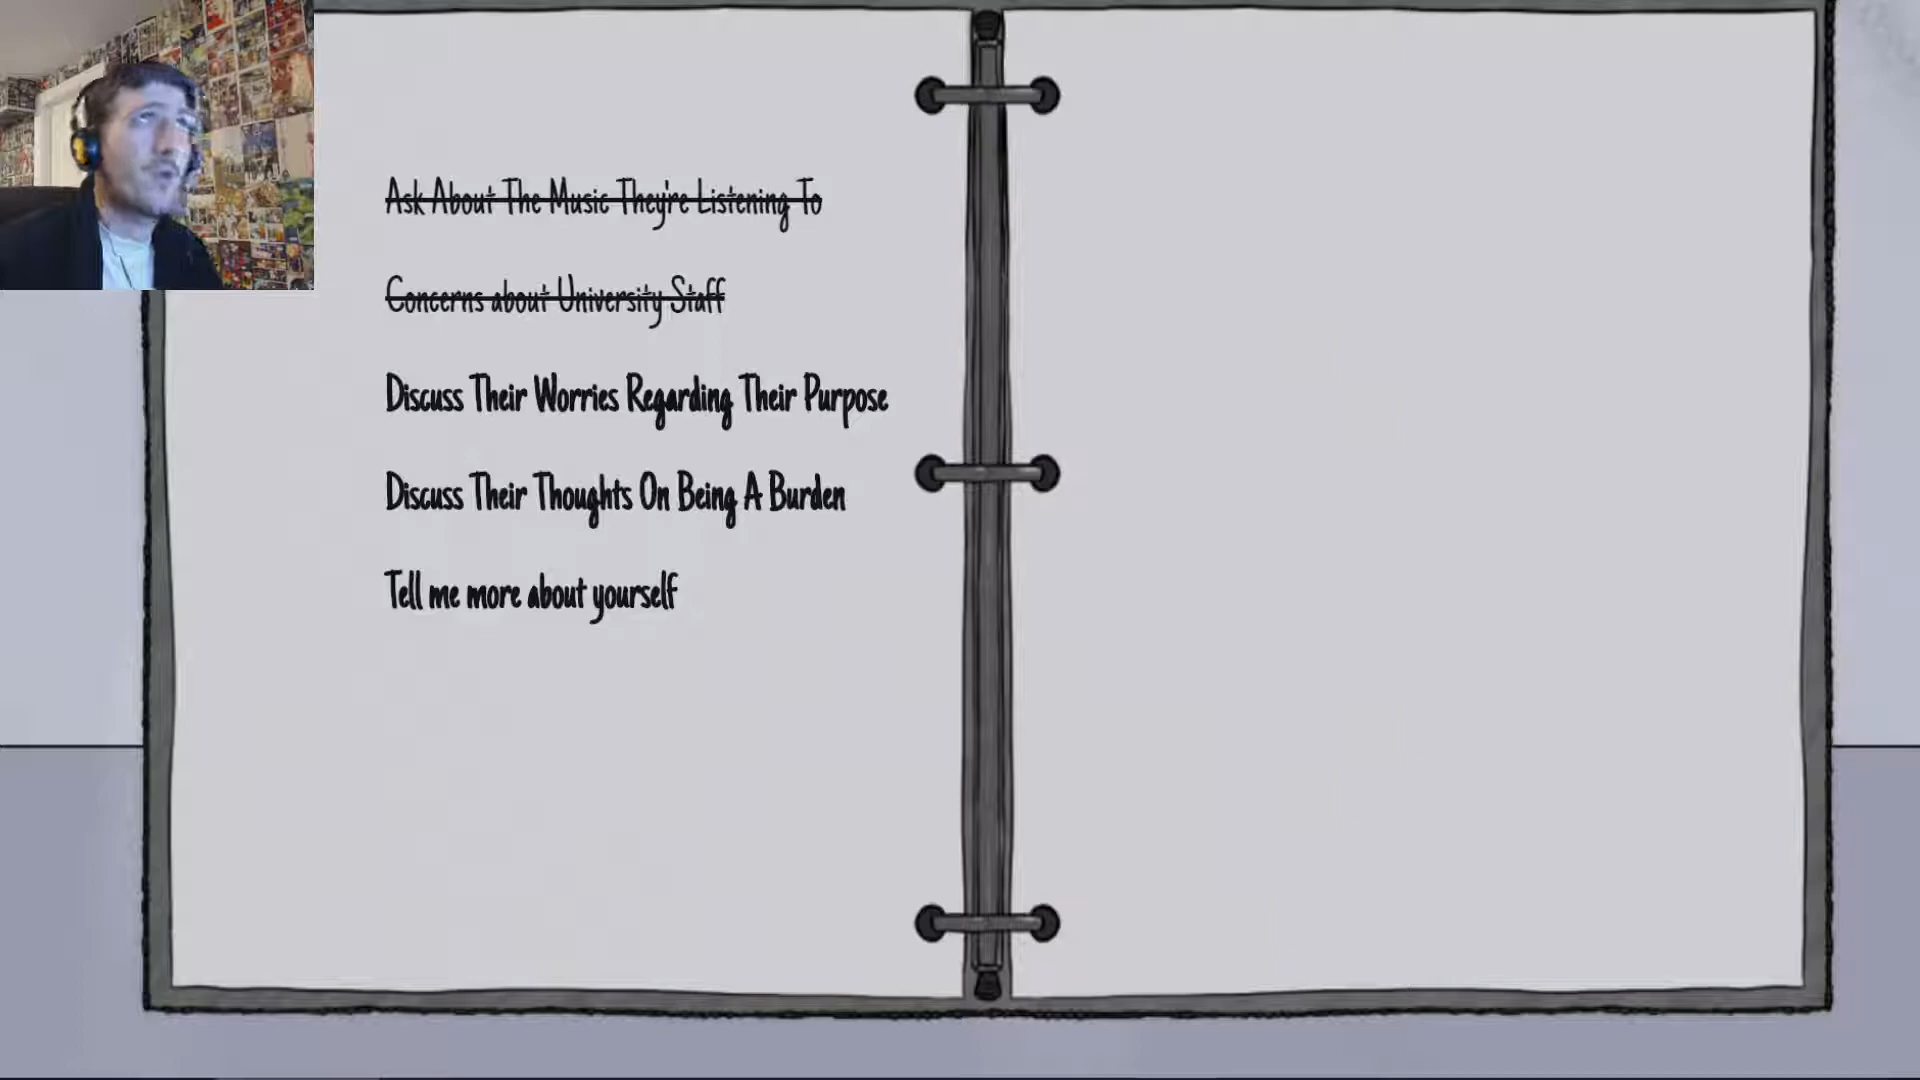 Ask About The Music They're Listening To
Concerns about University Staff
Discuss Their Worries Regarding Their Purpose
Discuss Their Thoughts On Being A Burden
Tell me more about yourself